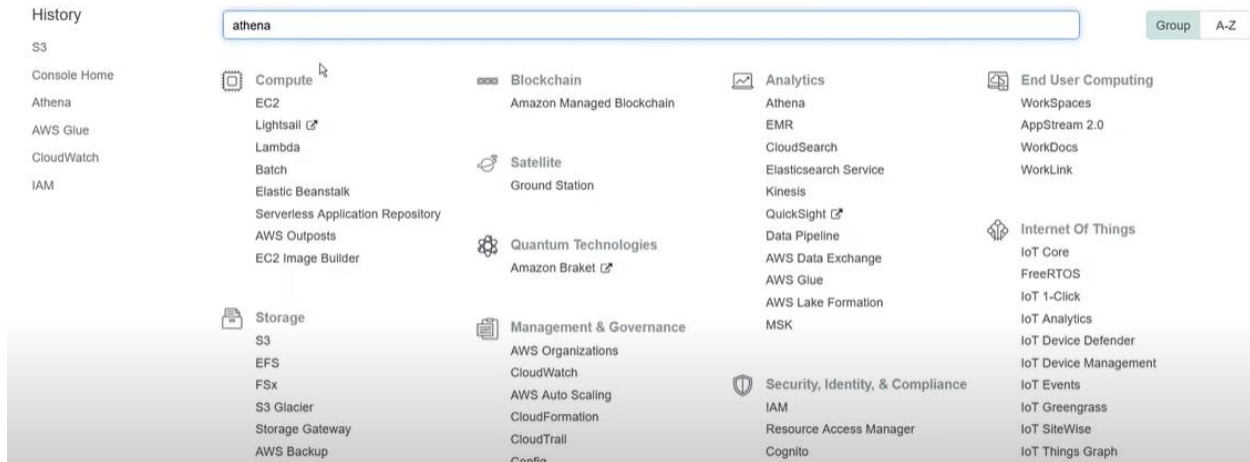 History
S3
Console Home
Athena
AWS Glue
CloudWatch
IAM
athena
Group
A-Z
Compute
EC2
Lightsail
Lambda
Batch
Elastic Beanstalk
Serverless Application Repository
AWS Outposts
EC2 Image Builder
Storage
S3
EFS
FSx
S3 Glacier
Storage Gateway
AWS Backup
Blockchain
Amazon Managed Blockchain
Satellite
Ground Station
Quantum Technologies
Amazon Braket
Management & Governance
AWS Organizations
CloudWatch
AWS Auto Scaling
CloudFormation
CloudTrail
Config
Analytics
Athena
EMR
CloudSearch
Elasticsearch Service
Kinesis
QuickSight
Data Pipeline
AWS Data Exchange
AWS Glue
AWS Lake Formation
MSK
Security, Identity, & Compliance
IAM
Resource Access Manager
Cognito
End User Computing
WorkSpaces
AppStream 2.0
WorkDocs
WorkLink
Internet Of Things
IoT Core
FreeRTOS
IoT 1-Click
IoT Analytics
IoT Device Defender
IoT Device Management
IoT Events
IoT Greengrass
IoT SiteWise
IoT Things Graph